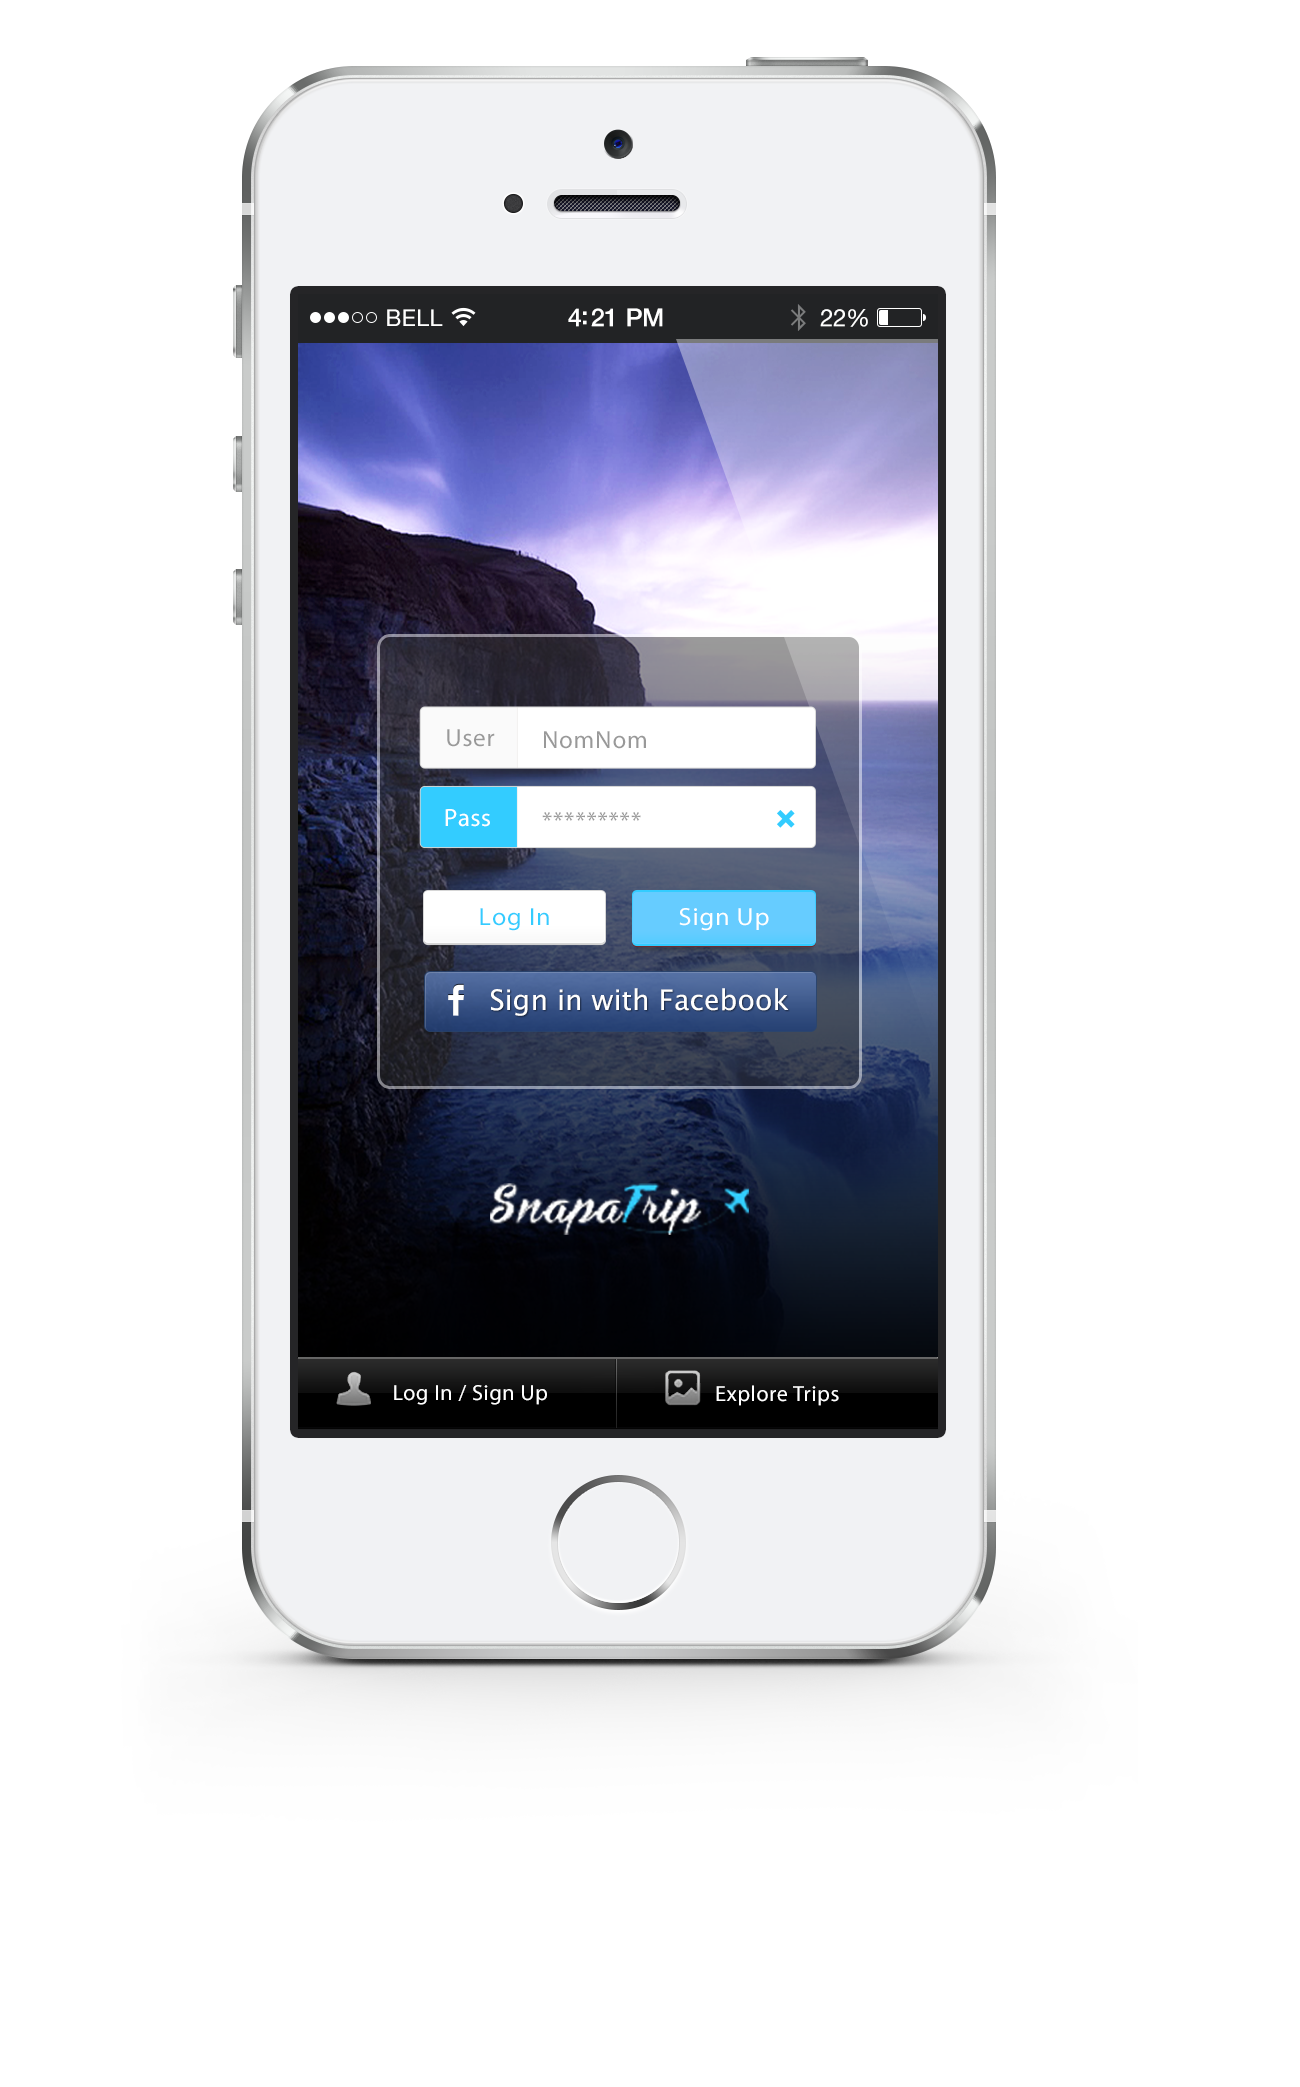 BELL 4:21 PM 22%
User NomNom
Pass *********
Log In Sign Up
f Sign in with Facebook
SnapaTrip
Log In / Sign Up Explore Trips